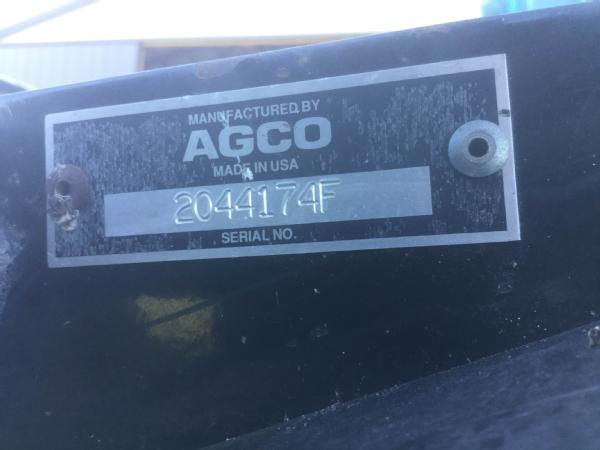 MANUFACTURED BY
AGCO
MADE IN USA
2044174F
SERIAL NO.